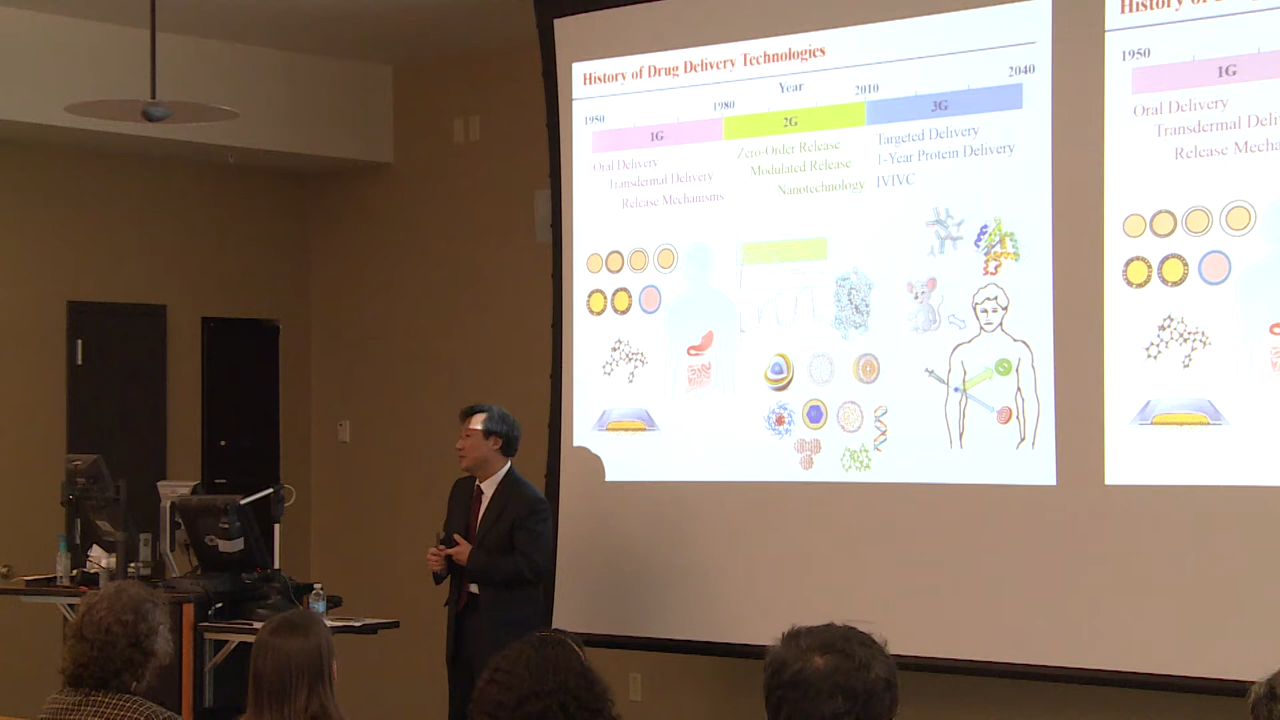 History of Drug Delivery Technologies
Year
1950
1980
2010
2040
1G
2G
3G
Oral Delivery
Transdermal Delivery
Release Mechanisms
Zero-Order Release
Modulated Release
Nanotechnology
Targeted Delivery
1-Year Protein Delivery
IVIVC
History of
1950
1G
Oral Delivery
Transdermal
Release